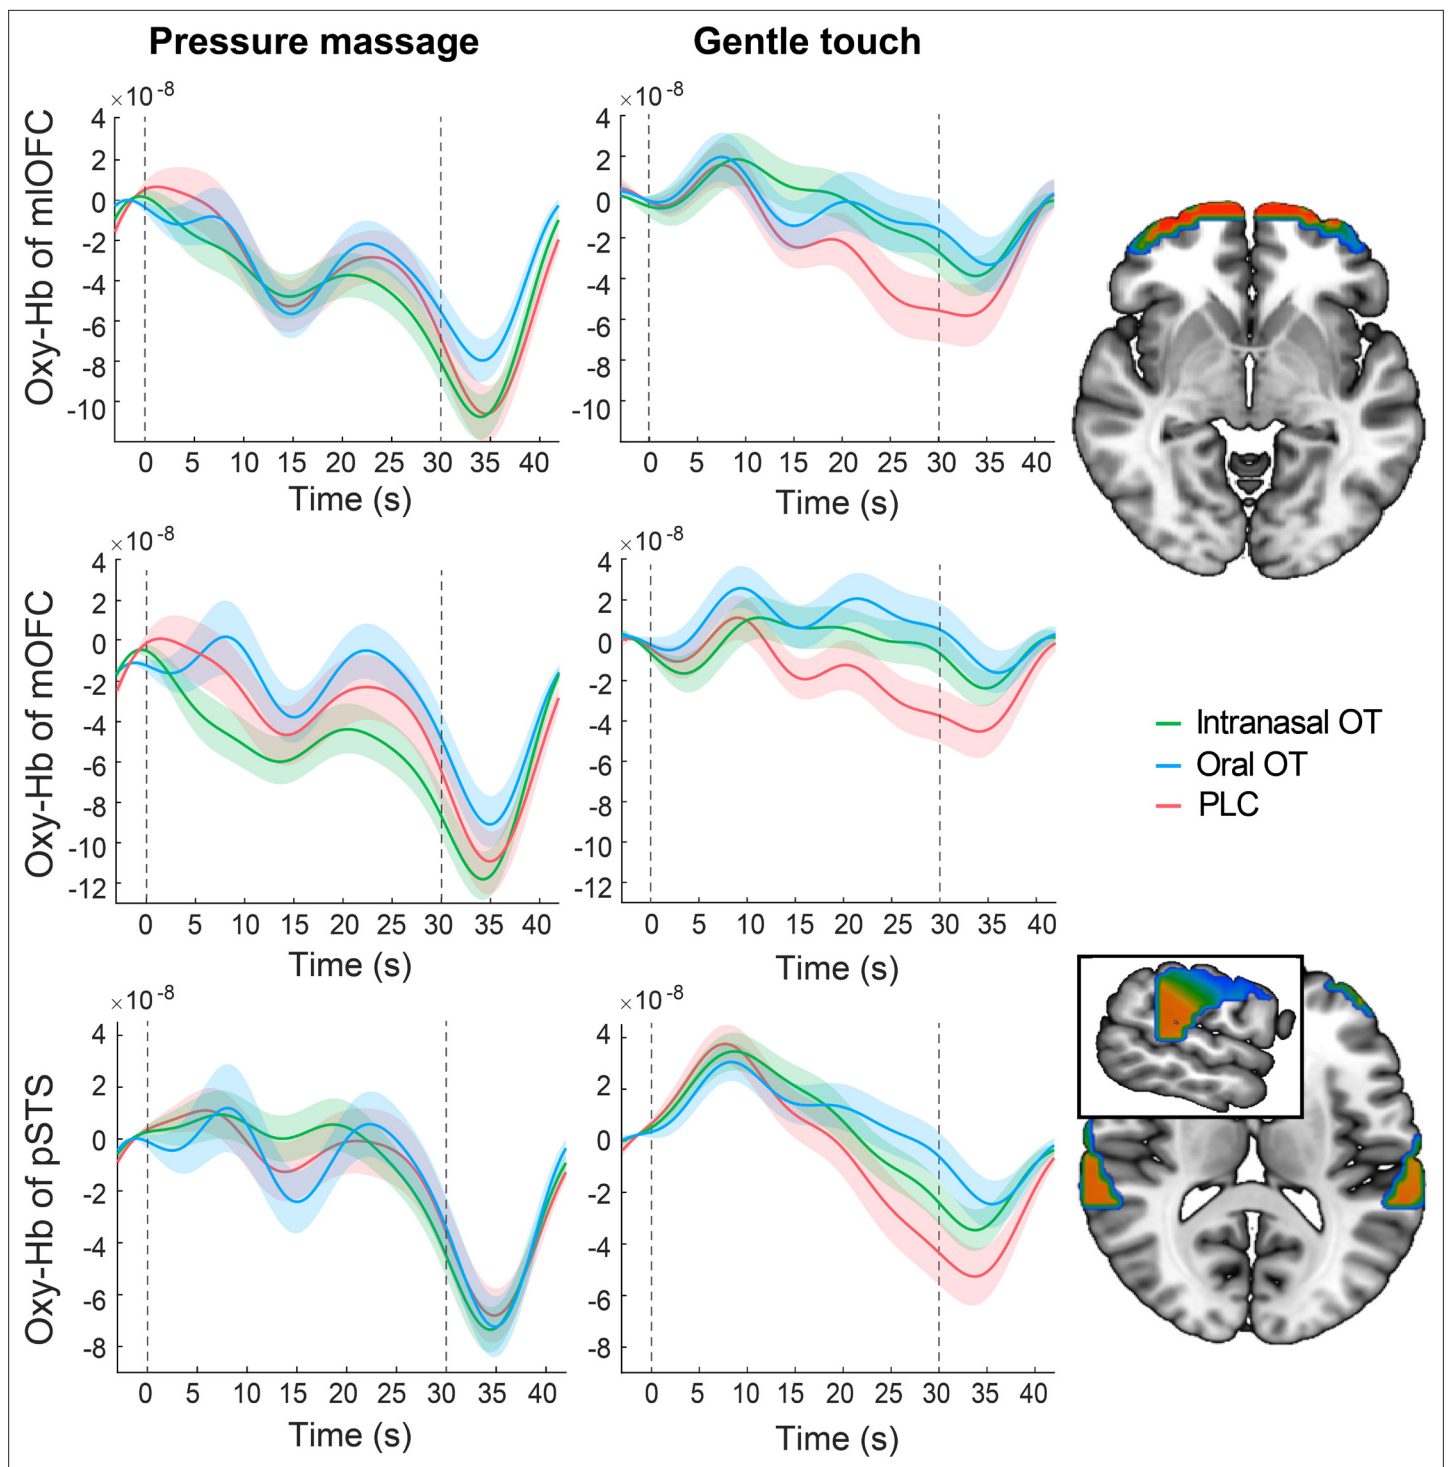 Pressure massage
Gentle touch
×10-8
4
2
0
-2
-4
-6
-8
-10
Oxy-Hb of mlOFC
0 5 10 15 20 25 30 35 40
Time (s)
×10-8
4
2
0
-2
-4
-6
-8
-10
0 5 10 15 20 25 30 35 40
Time (s)
×10-8
4
2
0
-2
-4
-6
-8
-10
-12
Oxy-Hb of mOFC
0 5 10 15 20 25 30 35 40
Time (s)
×10-8
4
2
0
-2
-4
-6
-8
-10
-12
0 5 10 15 20 25 30 35 40
Time (s)
Intranasal OT
Oral OT
PLC
×10-8
4
2
0
-2
-4
-6
-8
Oxy-Hb of pSTS
0 5 10 15 20 25 30 35 40
Time (s)
×10-8
4
2
0
-2
-4
-6
-8
0 5 10 15 20 25 30 35 40
Time (s)